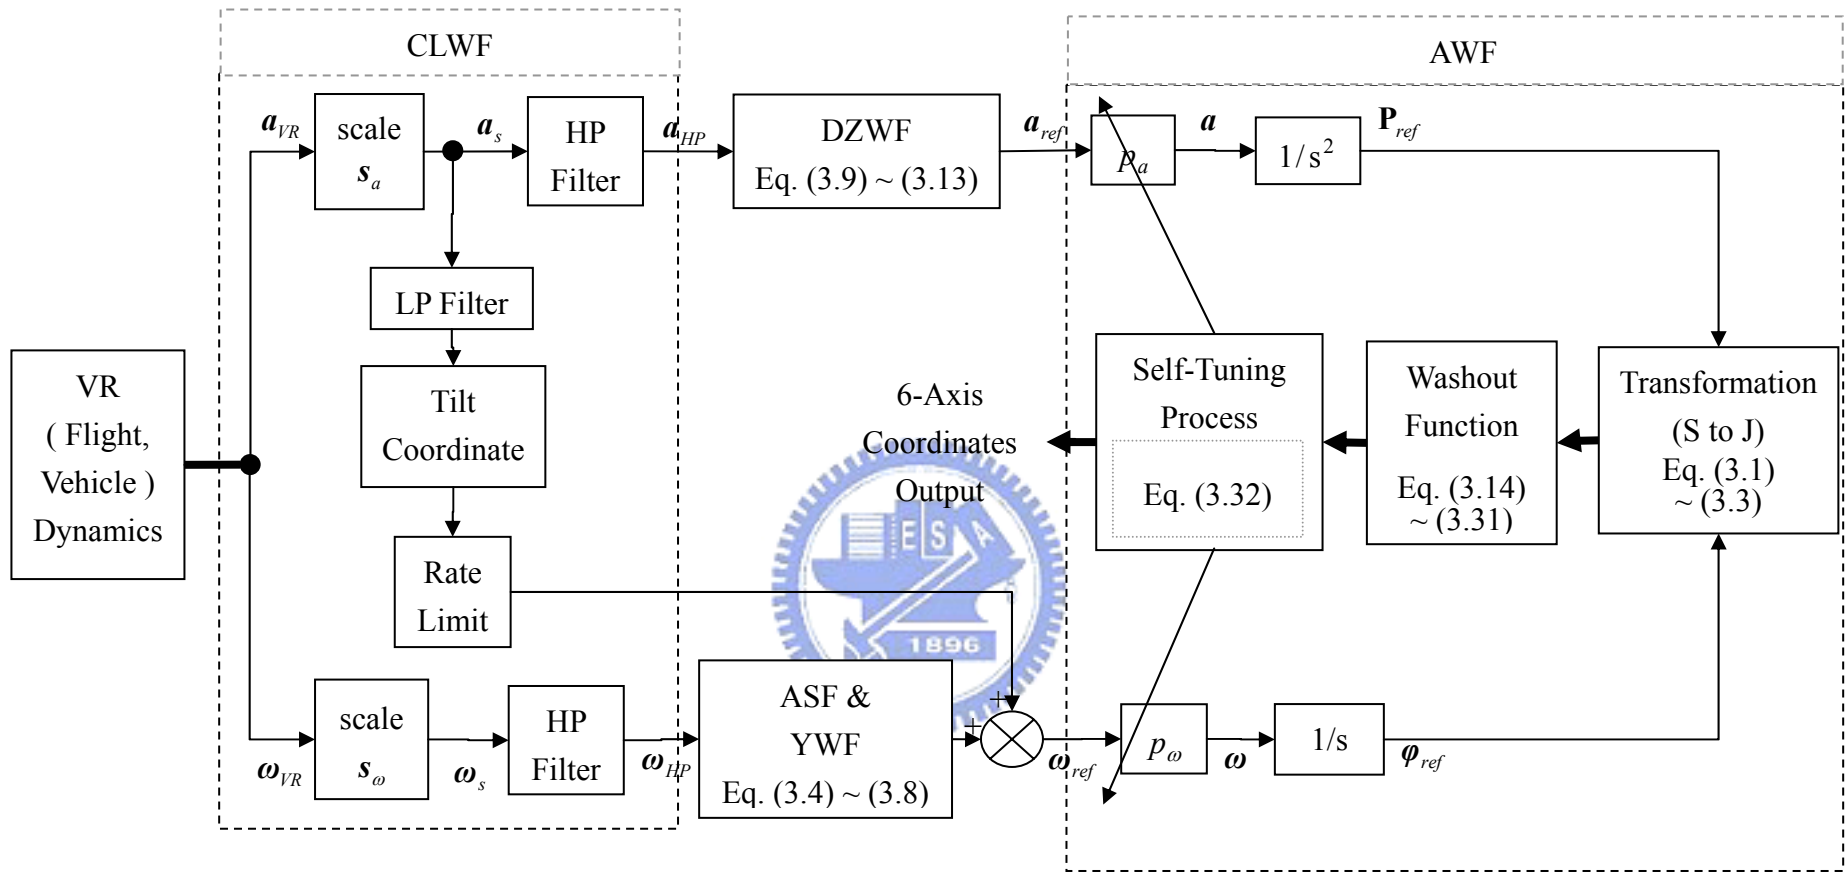 CLWF
AWF
a_VR
scale
s_a
a_s
HP
Filter
a_HP
DZWF
Eq. (3.9) ~ (3.13)
a_ref
p_a
a
1/s²
P_ref
LP Filter
Tilt
Coordinate
Rate
Limit
VR
( Flight,
Vehicle )
Dynamics
6-Axis
Coordinates
Output
Self-Tuning
Process
Eq. (3.32)
Washout
Function
Eq. (3.14)
~ (3.31)
Transformation
(S to J)
Eq. (3.1)
~ (3.3)
E S A
1896
ω_VR
scale
s_ω
ω_s
HP
Filter
ω_HP
ASF &
YWF
Eq. (3.4) ~ (3.8)
+
+
ω_ref
p_ω
ω
1/s
φ_ref